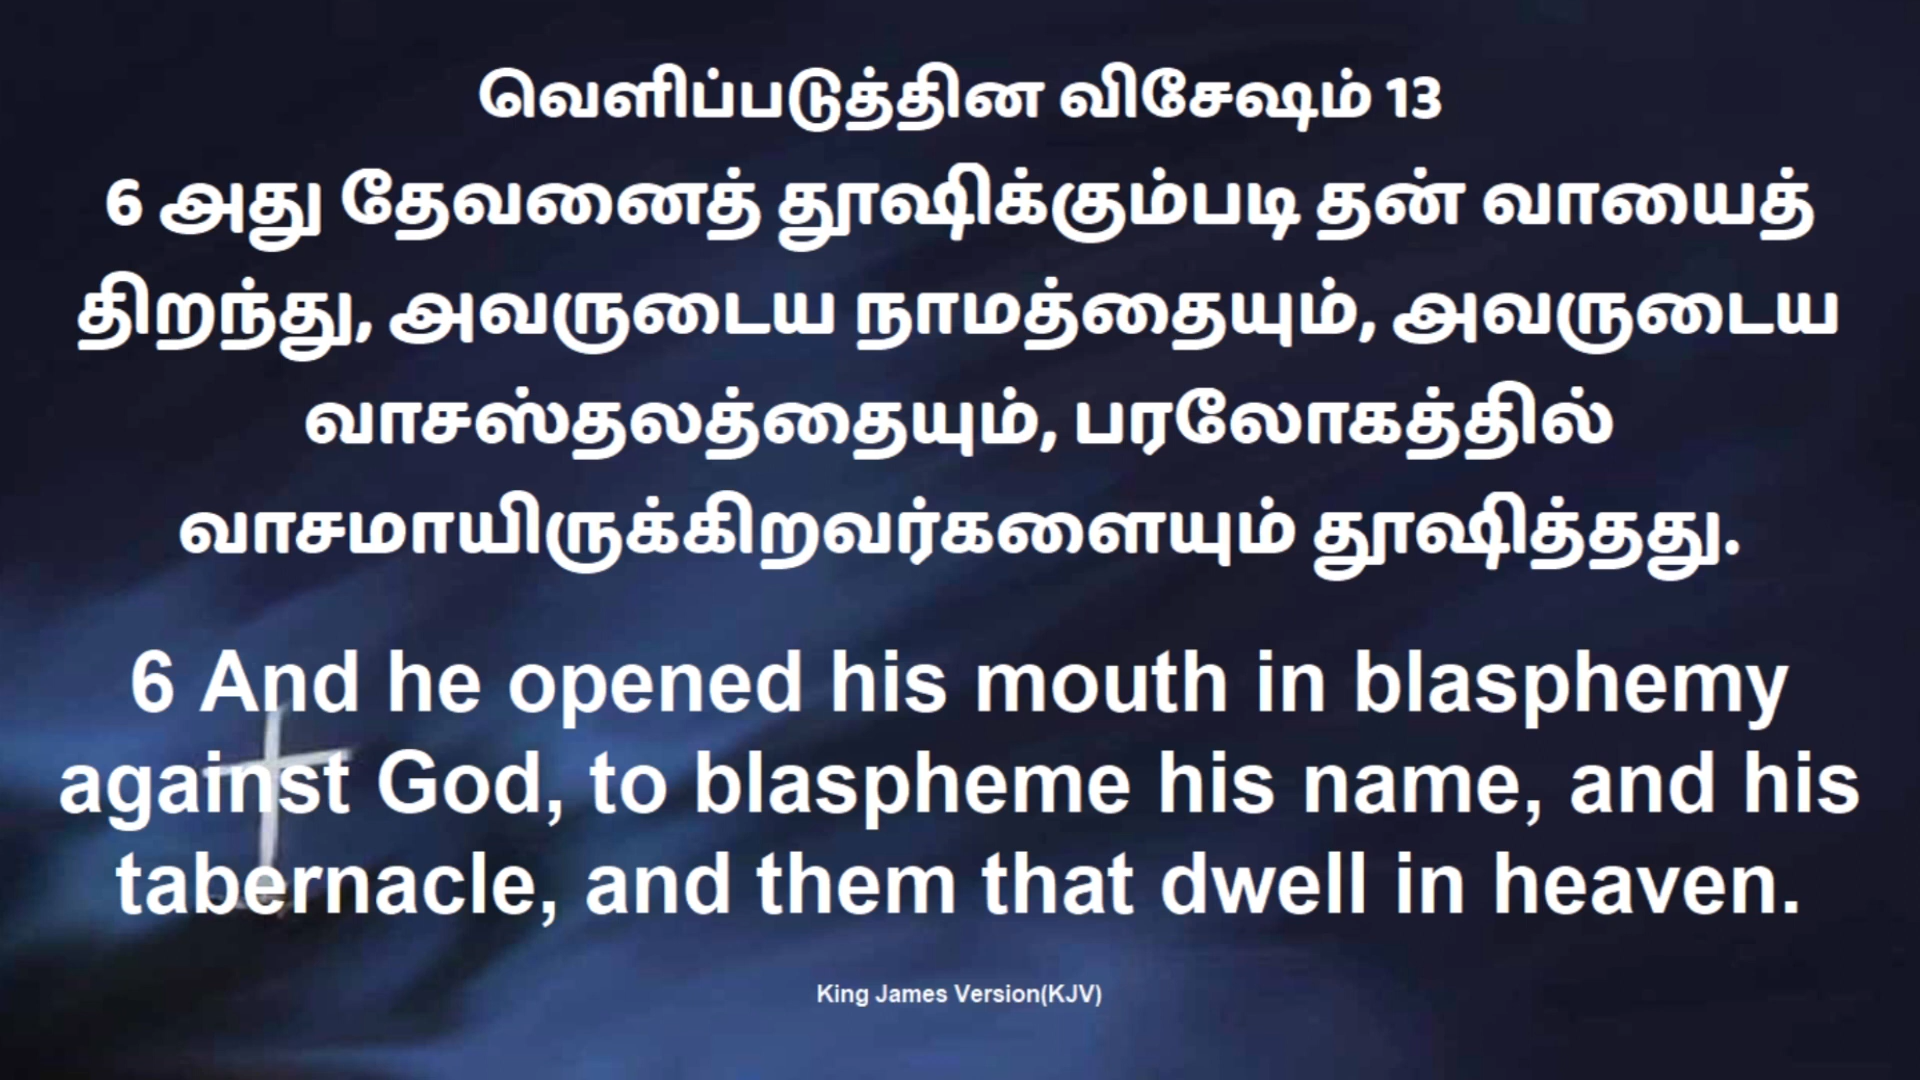 வெளிப்படுத்தின விசேஷம் 13
6 அது தேவனைத் தூஷிக்கும்படி தன் வாயைத்
திறந்து, அவருடைய நாமத்தையும், அவருடைய
வாசஸ்தலத்தையும், பரலோகத்தில்
வாசமாயிருக்கிறவர்களையும் தூஷித்தது.
6 And he opened his mouth in blasphemy
against God, to blaspheme his name, and his
tabernacle, and them that dwell in heaven.
King James Version(KJV)